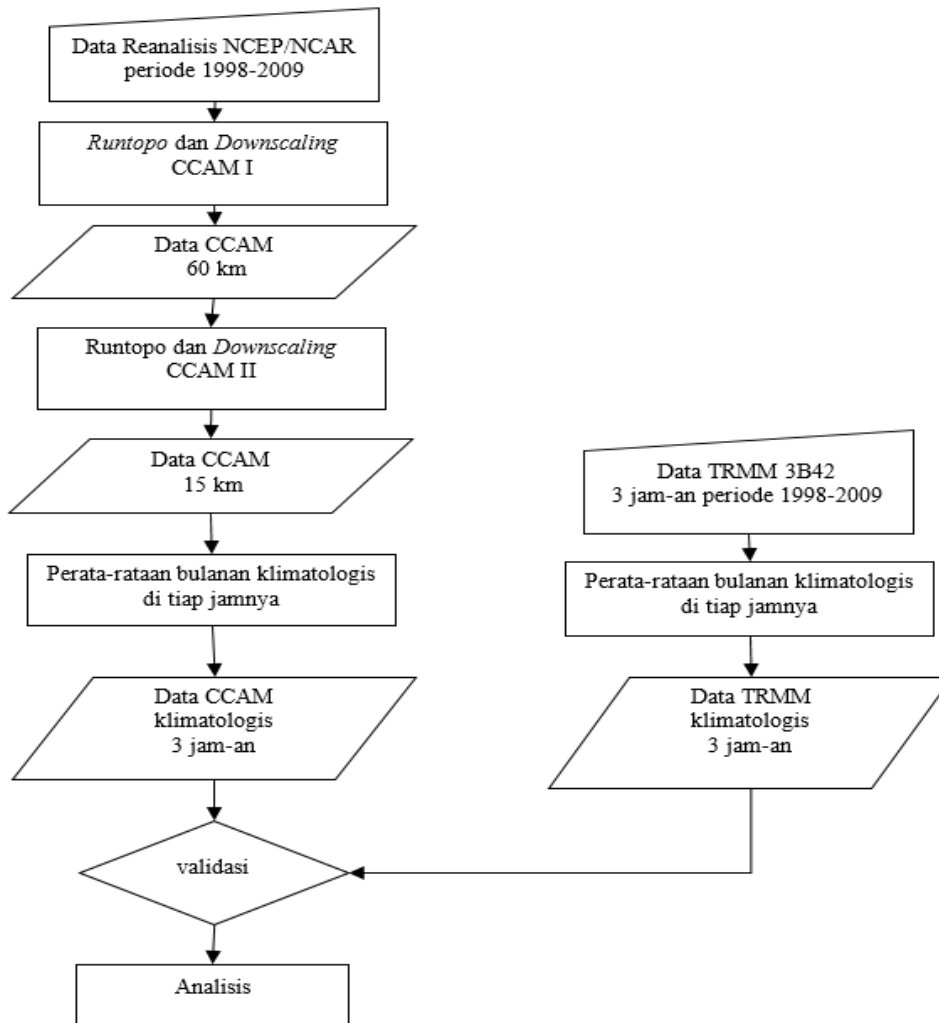 Data Reanalisis NCEP/NCAR
periode 1998-2009
Runtopo dan Downscaling
CCAM I
Data CCAM
60 km
Runtopo dan Downscaling
CCAM II
Data CCAM
15 km
Perata-rataan bulanan klimatologis
di tiap jamnya
Data CCAM
klimatologis
3 jam-an
validasi
Analisis
Data TRMM 3B42
3 jam-an periode 1998-2009
Perata-rataan bulanan klimatologis
di tiap jamnya
Data TRMM
klimatologis
3 jam-an